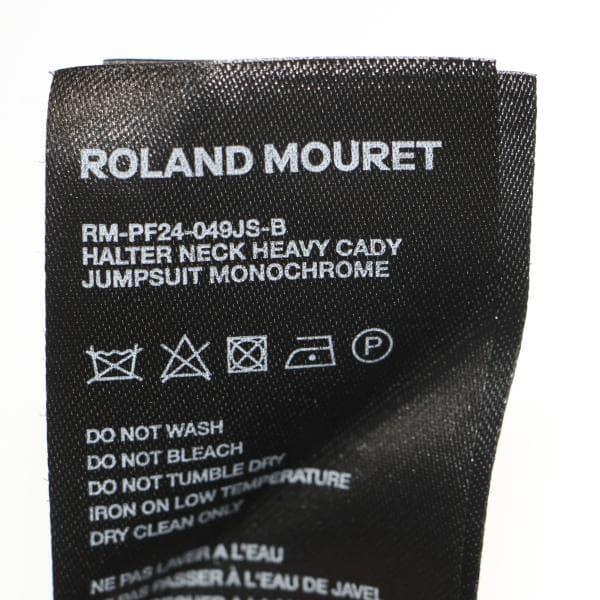 ROLAND MOURET
RM-PF24-049JS-B
HALTER NECK HEAVY CADY
JUMPSUIT MONOCHROME
P
DO NOT WASH
DO NOT BLEACH
DO NOT TUMBLE DRY
IRON ON LOW TEMPERATURE
DRY CLEAN ONLY
NE PAS LAVER A L'EAU
NE PAS PASSER À L'EAU DE JAVEL